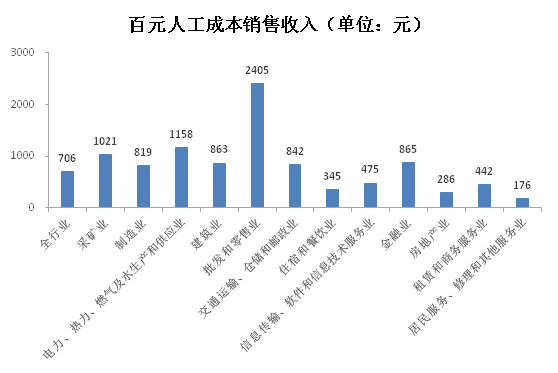 百元人工成本销售收入（单位：元）
3000
2000
1000
0
706
1021
819
1158
863
2405
842
345
475
865
286
442
176
全行业
采矿业
制造业
电力、热力、燃气及水生产和供应业
建筑业
批发和零售业
交通运输、仓储和邮政业
住宿和餐饮业
信息传输、软件和信息技术服务业
金融业
房地产业
租赁和商务服务业
居民服务、修理和其他服务业